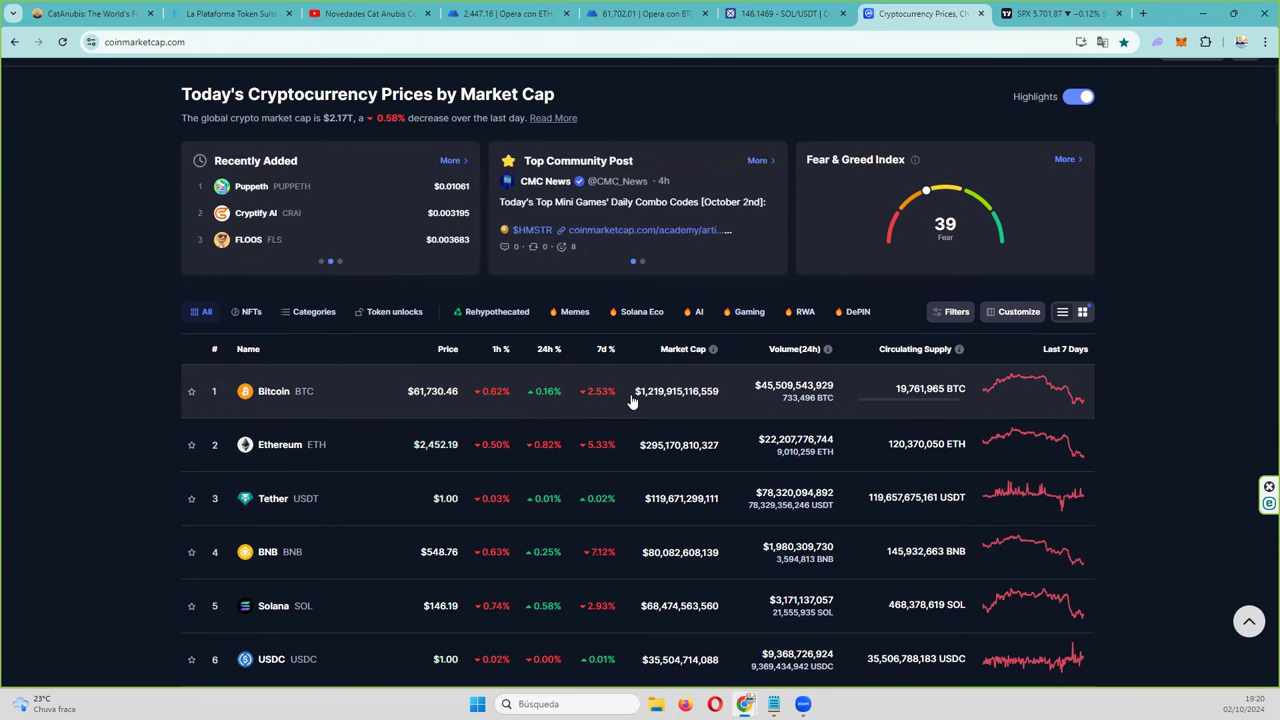 CatAnubis: The World's Fi
La Plataforma Token Suite
Novedades Cat Anubis Co
2,447.16 | Opera con ETH
61,702.01 | Opera con BTC
146.1469 - SOL/USDT | Co
Cryptocurrency Prices, Ch
SPX 5.701,87 ▼ −0.12% S
coinmarketcap.com
Today's Cryptocurrency Prices by Market Cap
Highlights
The global crypto market cap is $2.17T, a 0.58% decrease over the last day. Read More
Recently Added More
1 Puppeth PUPPETH $0.01061
2 Cryptify AI CRAI $0.003195
3 FLOOS FLS $0.003683
Top Community Post More
CMC News @CMC_News · 4h
Today's Top Mini Games' Daily Combo Codes [October 2nd]:
$HMSTR coinmarketcap.com/academy/arti... ...
0 · 0 · 8
Fear & Greed Index More
39
Fear
All NFTs Categories Token unlocks Rehypothecated Memes Solana Eco AI Gaming RWA DePIN Filters Customize
# Name Price 1h % 24h % 7d % Market Cap Volume(24h) Circulating Supply Last 7 Days
1 Bitcoin BTC $61,730.46 0.62% 0.16% 2.53% $1,219,915,116,559 $45,509,543,929 19,761,965 BTC
733,496 BTC
2 Ethereum ETH $2,452.19 0.50% 0.82% 5.33% $295,170,810,327 $22,207,776,744 120,370,050 ETH
9,010,259 ETH
3 Tether USDT $1.00 0.03% 0.01% 0.02% $119,671,299,111 $78,320,094,892 119,657,675,161 USDT
78,329,356,246 USDT
4 BNB BNB $548.76 0.63% 0.25% 7.12% $80,082,608,139 $1,980,309,730 145,932,663 BNB
3,594,813 BNB
5 Solana SOL $146.19 0.74% 0.58% 2.93% $68,474,563,560 $3,171,137,057 468,378,619 SOL
21,555,935 SOL
6 USDC USDC $1.00 0.02% 0.00% 0.01% $35,504,714,088 $9,368,726,924 35,506,788,183 USDC
9,369,434,942 USDC
23°C
Chuva fraca
Búsqueda
19:20
02/10/2024